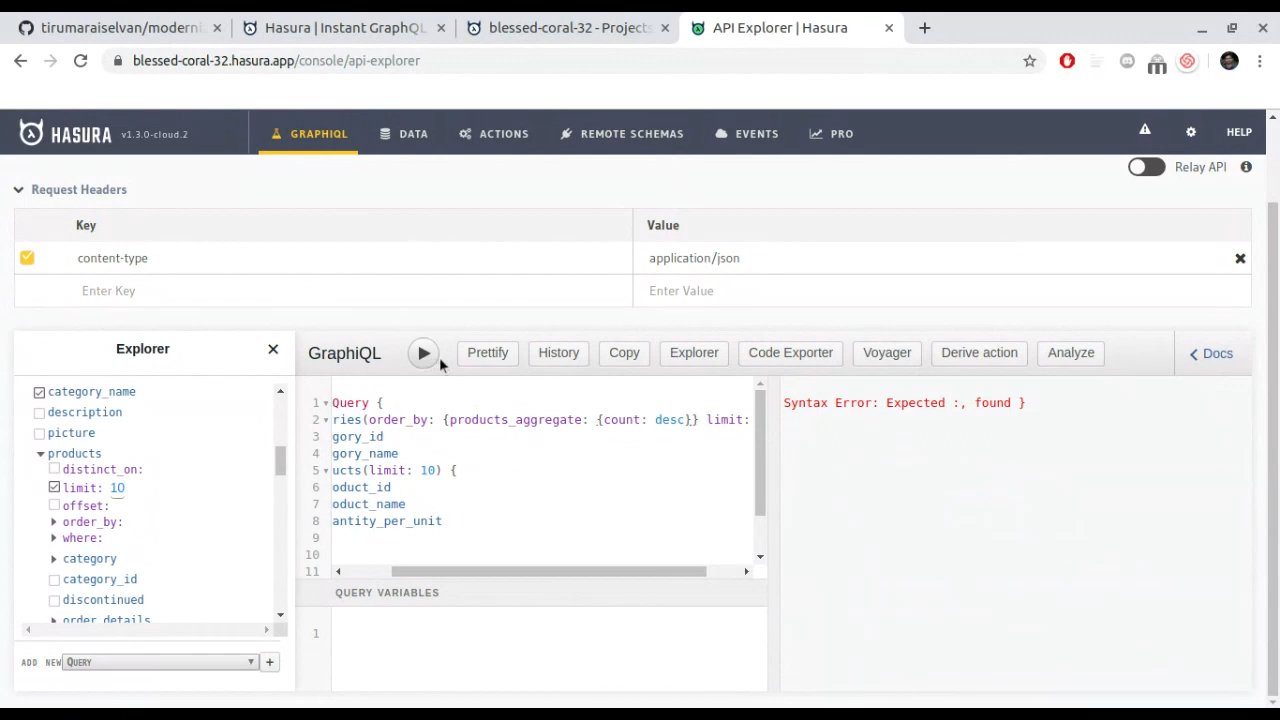 tirumaraiselvan/moderni
Hasura | Instant GraphQL
blessed-coral-32 - Projects
API Explorer | Hasura
blessed-coral-32.hasura.app/console/api-explorer
HASURA v1.3.0-cloud.2
GRAPHIQL
DATA
ACTIONS
REMOTE SCHEMAS
EVENTS
PRO
HELP
Relay API
Request Headers
Key Value
content-type application/json
Enter Key Enter Value
Explorer
GraphiQL
Prettify
History
Copy
Explorer
Code Exporter
Voyager
Derive action
Analyze
Docs
category_name
description
picture
products
distinct_on:
limit: 10
offset:
order_by:
where:
category
category_id
discontinued
order_details
ADD NEW QUERY +
1 Query {
2 ries(order_by: {products_aggregate: {count: desc}} limit:
3 gory_id
4 gory_name
5 ucts(limit: 10) {
6 oduct_id
7 oduct_name
8 antity_per_unit
9
10
11
QUERY VARIABLES
1
Syntax Error: Expected :, found }